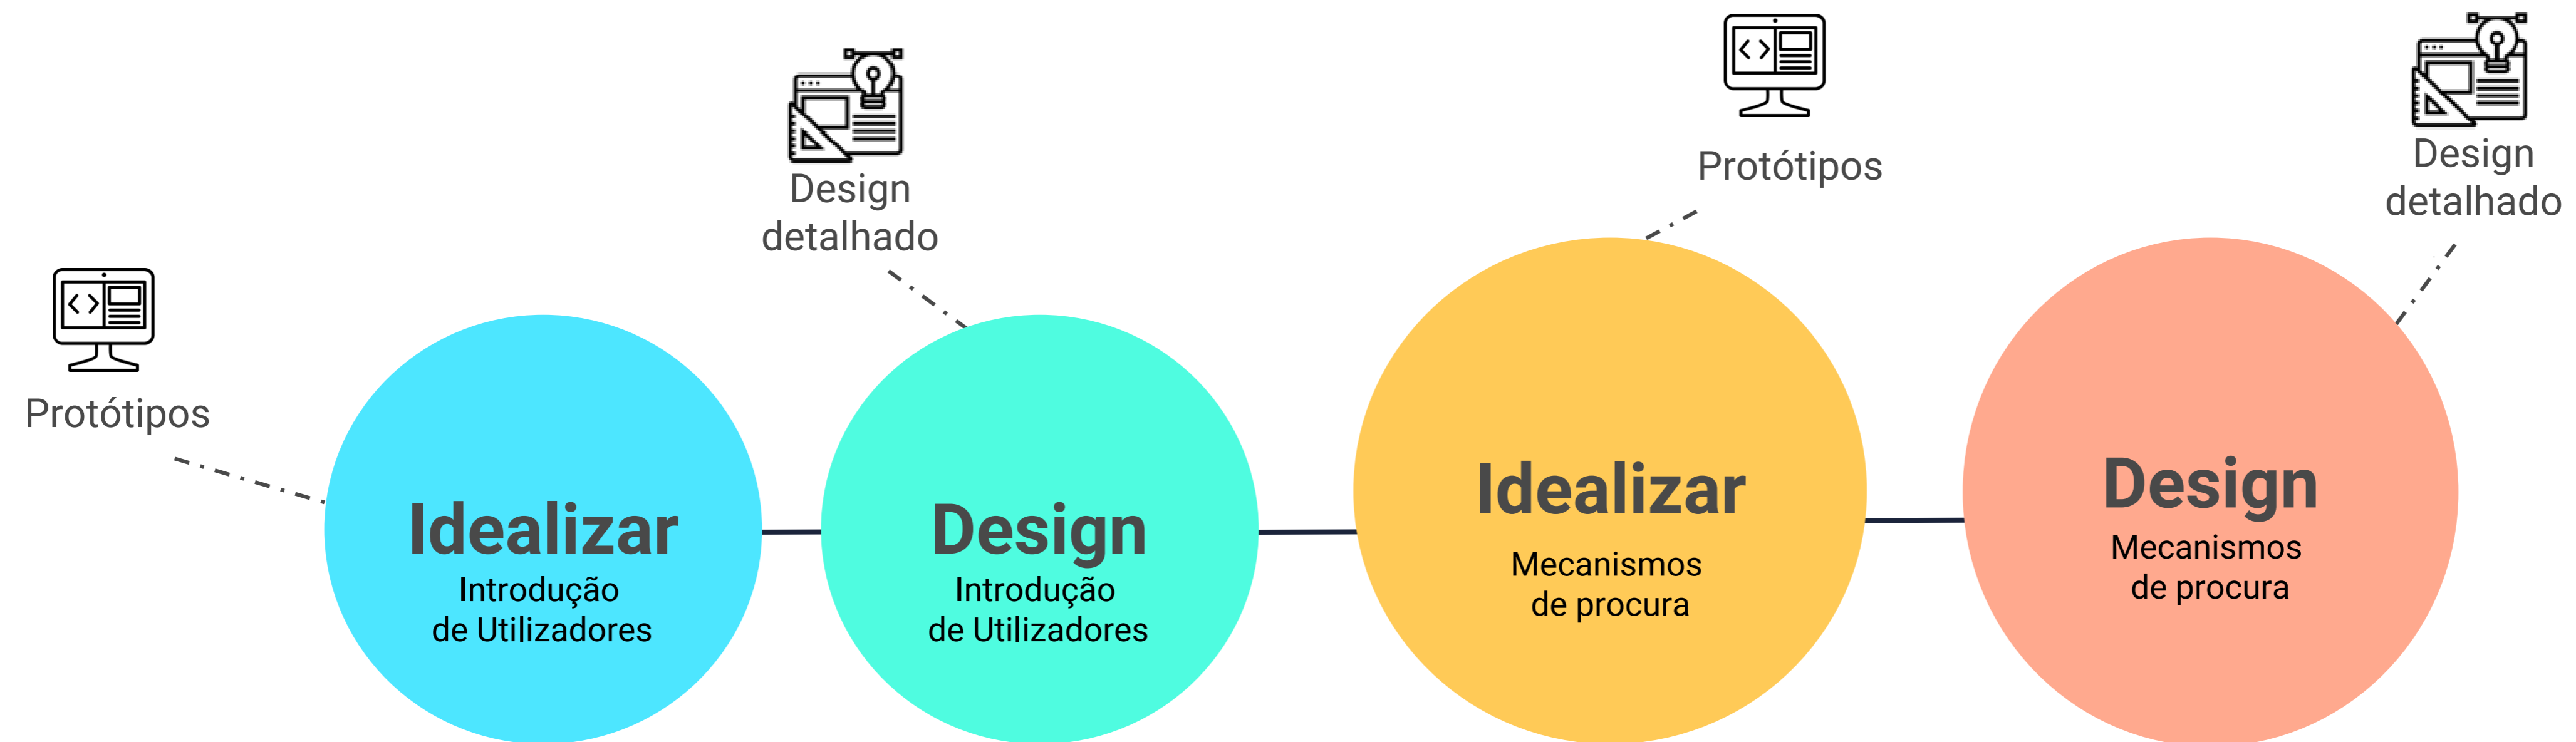 Protótipos
Idealizar
Introdução
de Utilizadores
Design
detalhado
Design
Introdução
de Utilizadores
Protótipos
Idealizar
Mecanismos
de procura
Design
detalhado
Design
Mecanismos
de procura